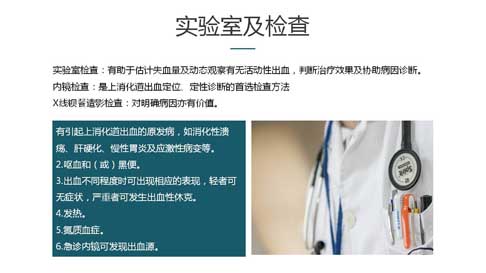 实验室及检查
实验室检查：有助于估计失血量及动态观察有无活动性出血，判断治疗效果及协助病因诊断。
内镜检查：是上消化道出血定位、定性诊断的首选检查方法
X线钡餐造影检查：对明确病因亦有价值。
有引起上消化道出血的原发病，如消化性溃
疡、肝硬化、慢性胃炎及应激性病变等。
2.呕血和（或）黑便。
3.出血不同程度时可出现相应的表现，轻者可
无症状，严重者可发生出血性休克。
4.发热。
5.氮质血症。
6.急诊内镜可发现出血源。